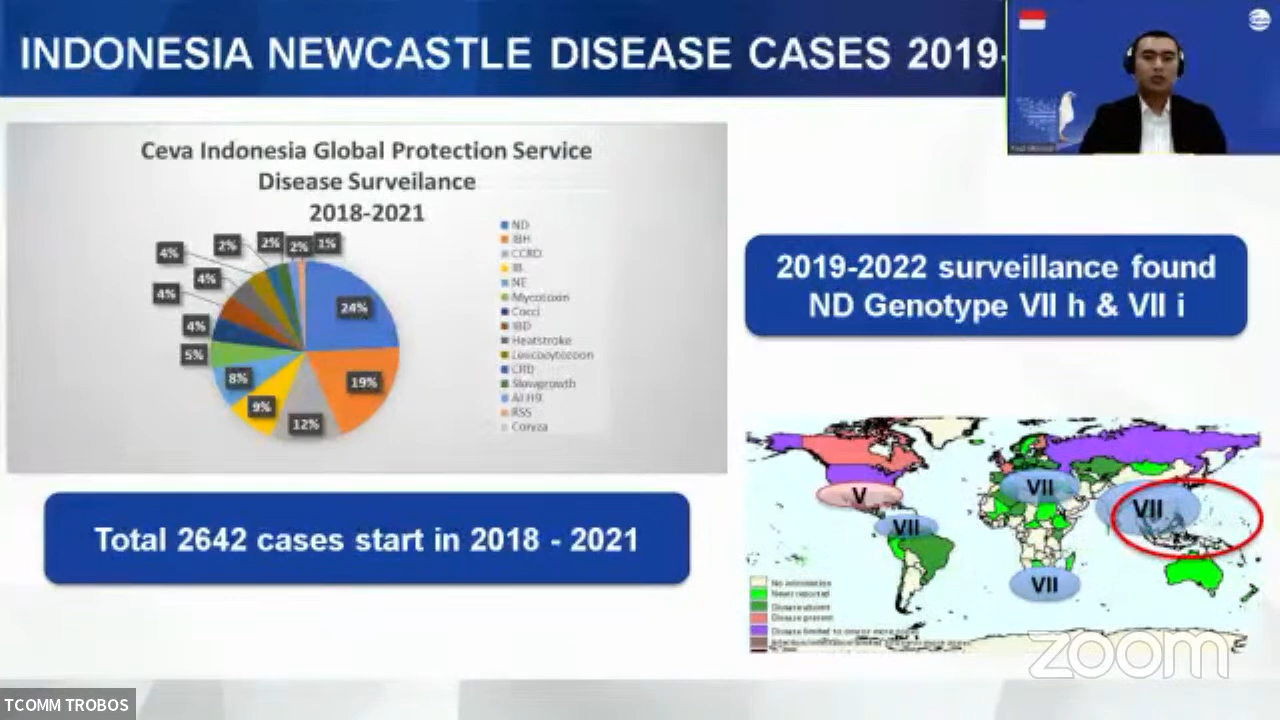 INDONESIA NEWCASTLE DISEASE CASES 2019-
Ceva Indonesia Global Protection Service
Disease Surveilance
2018-2021
4%
2%
2%
2%
1%
4%
4%
4%
5%
8%
9%
12%
19%
24%
ND
IBH
CCRD
IB
NE
Mycotoxin
Cocci
IBD
Heatstroke
Leucocytozoon
CRD
Slowgrowth
AI H9
RSS
Coryza
2019-2022 surveillance found
ND Genotype VII h & VII i
Total 2642 cases start in 2018 - 2021
V
VII
VII
VII
VII
No information
Never reported
Disease absent
Disease present
zoom
TCOMM TROBOS